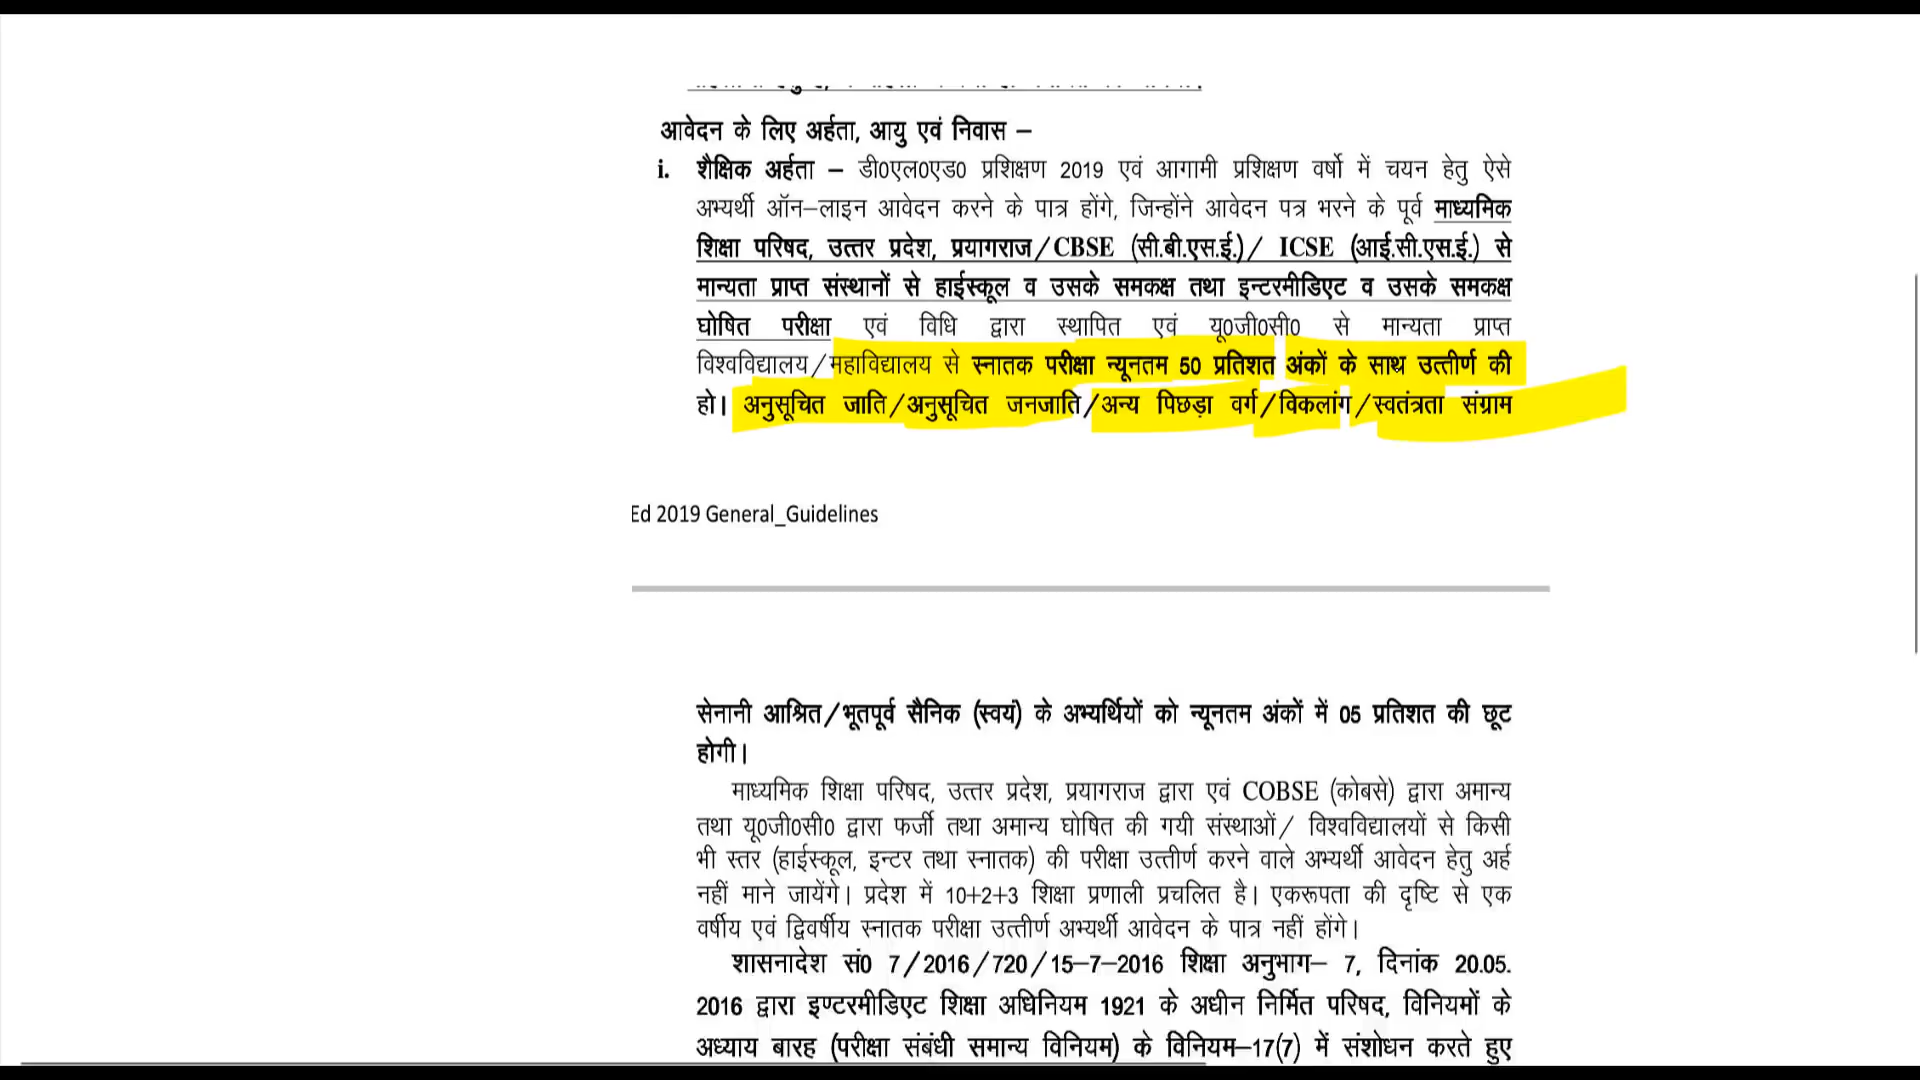 आवेदन के लिए अर्हता, आयु एवं निवास –
i. शैक्षिक अर्हता – डी0एल0एड0 प्रशिक्षण 2019 एवं आगामी प्रशिक्षण वर्षो में चयन हेतु ऐसे
अभ्यर्थी ऑन–लाइन आवेदन करने के पात्र होंगे, जिन्होंने आवेदन पत्र भरने के पूर्व माध्यमिक
शिक्षा परिषद, उत्तर प्रदेश, प्रयागराज/CBSE (सी.बी.एस.ई.)/ ICSE (आई.सी.एस.ई.) से
मान्यता प्राप्त संस्थानों से हाईस्कूल व उसके समकक्ष तथा इन्टरमीडिएट व उसके समकक्ष
घोषित परीक्षा एवं विधि द्वारा स्थापित एवं यू0जी0सी0 से मान्यता प्राप्त
विश्वविद्यालय/महाविद्यालय से स्नातक परीक्षा न्यूनतम 50 प्रतिशत अंकों के साथ उत्तीर्ण की
हो। अनुसूचित जाति/अनुसूचित जनजाति/अन्य पिछड़ा वर्ग/विकलांग/स्वतंत्रता संग्राम
Ed 2019 General_Guidelines
सेनानी आश्रित/भूतपूर्व सैनिक (स्वयं) के अभ्यर्थियों को न्यूनतम अंकों में 05 प्रतिशत की छूट
होगी।
माध्यमिक शिक्षा परिषद, उत्तर प्रदेश, प्रयागराज द्वारा एवं COBSE (कोबसे) द्वारा अमान्य
तथा यू0जी0सी0 द्वारा फर्जी तथा अमान्य घोषित की गयी संस्थाओं/ विश्वविद्यालयों से किसी
भी स्तर (हाईस्कूल, इन्टर तथा स्नातक) की परीक्षा उत्तीर्ण करने वाले अभ्यर्थी आवेदन हेतु अर्ह
नहीं माने जायेंगे। प्रदेश में 10+2+3 शिक्षा प्रणाली प्रचलित है। एकरूपता की दृष्टि से एक
वर्षीय एवं द्विवर्षीय स्नातक परीक्षा उत्तीर्ण अभ्यर्थी आवेदन के पात्र नहीं होंगे।
शासनादेश सं0 7/2016/720/15–7–2016 शिक्षा अनुभाग– 7, दिनांक 20.05.
2016 द्वारा इण्टरमीडिएट शिक्षा अधिनियम 1921 के अधीन निर्मित परिषद, विनियमों के
अध्याय बारह (परीक्षा संबंधी समान्य विनियम) के विनियम–17(7) में संशोधन करते हुए